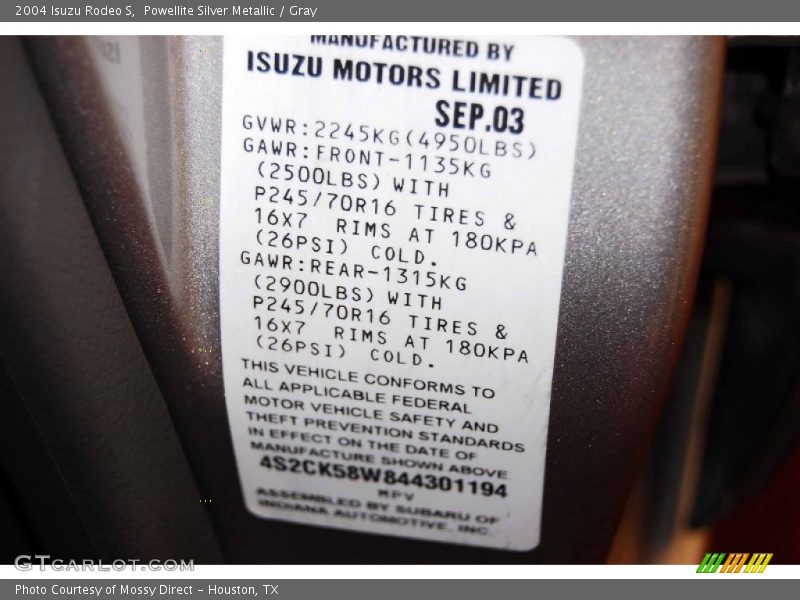 2004 Isuzu Rodeo S,  Powellite Silver Metallic / Gray
MANUFACTURED BY
ISUZU MOTORS LIMITED
SEP.03
GVWR:2245KG(4950LBS)
GAWR:FRONT-1135KG
(2500LBS) WITH
P245/70R16 TIRES &
16X7 RIMS AT 180KPA
(26PSI) COLD.
GAWR:REAR-1315KG
(2900LBS) WITH
P245/70R16 TIRES &
16X7 RIMS AT 180KPA
(26PSI) COLD.
THIS VEHICLE CONFORMS TO
ALL APPLICABLE FEDERAL
MOTOR VEHICLE SAFETY AND
THEFT PREVENTION STANDARDS
IN EFFECT ON THE DATE OF
MANUFACTURE SHOWN ABOVE
4S2CK58W844301194
MPV
ASSEMBLED BY SUBARU OF
INDIANA AUTOMOTIVE, INC.
GTcarlot.com
Photo Courtesy of Mossy Direct – Houston, TX